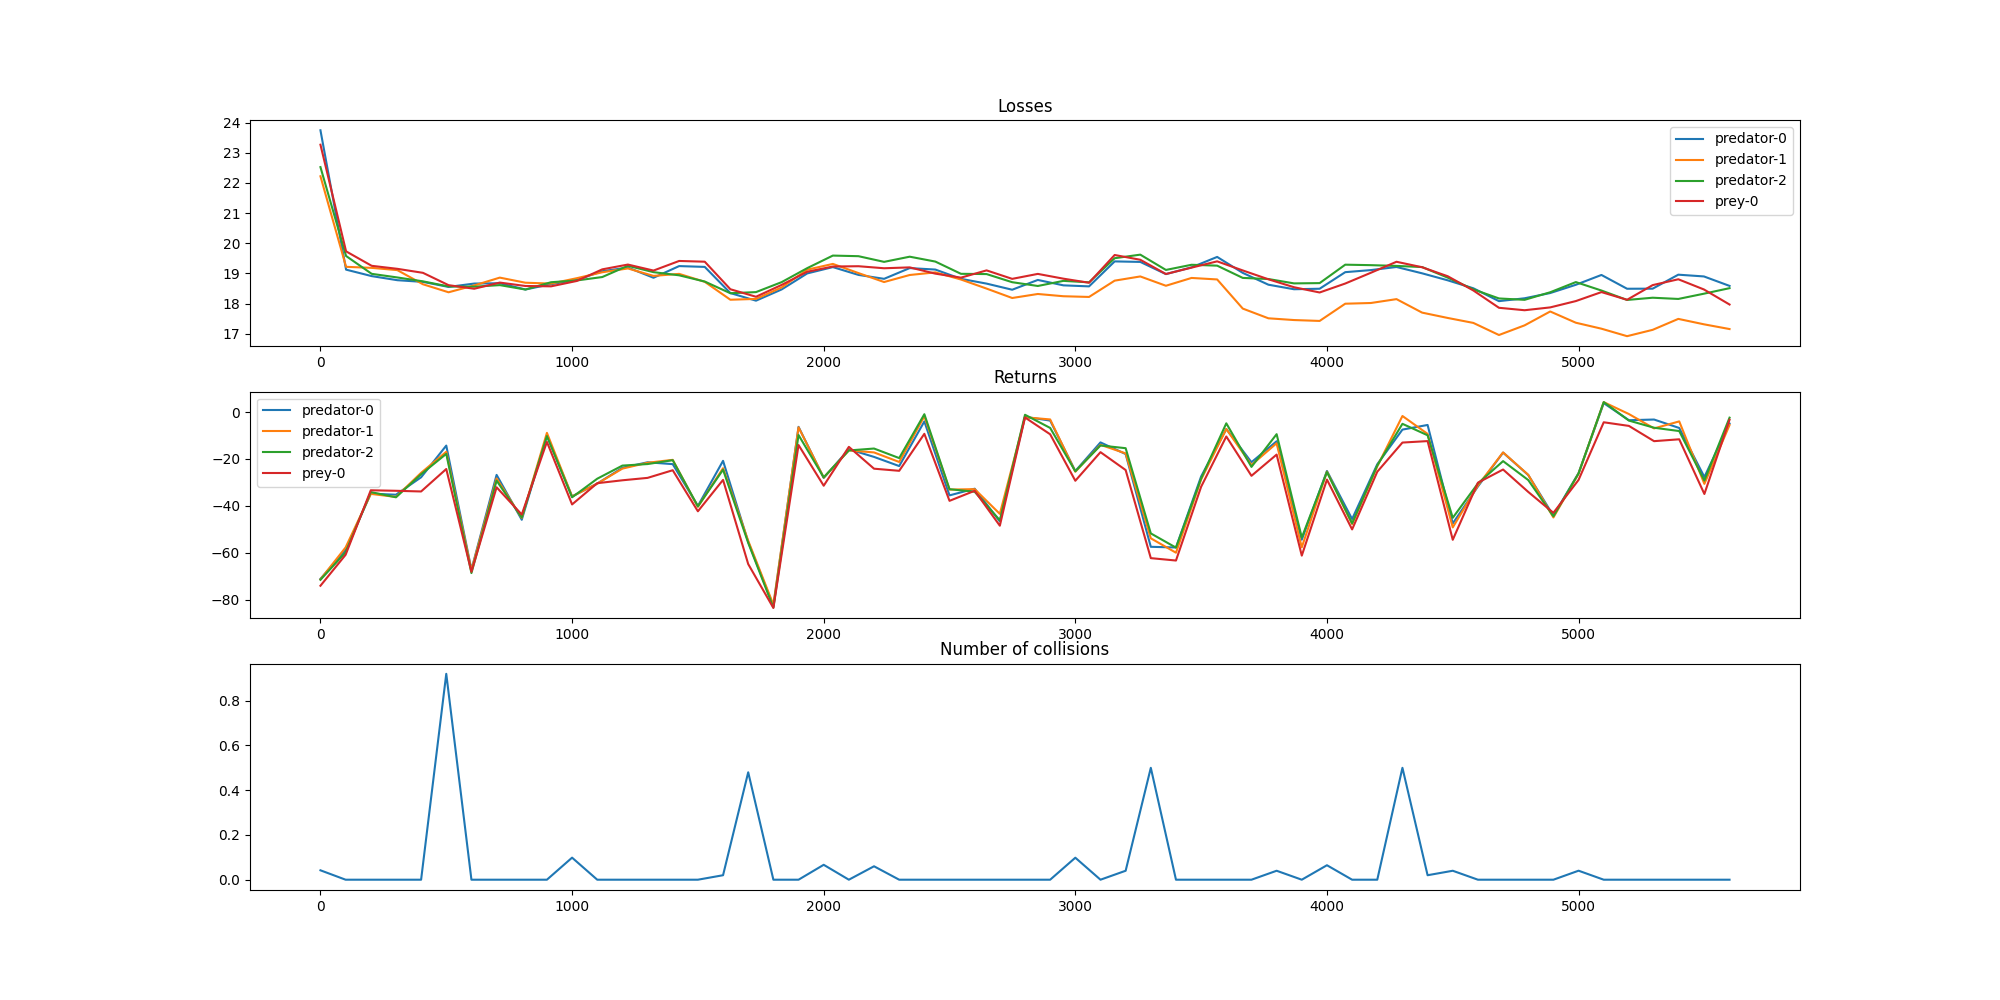 Losses
24
23
22
21
20
19
18
17
predator-0
predator-1
predator-2
prey-0
0 1000 2000 3000 4000 5000
Returns
0
−20
−40
−60
−80
predator-0
predator-1
predator-2
prey-0
0 1000 2000 3000 4000 5000
Number of collisions
0.8
0.6
0.4
0.2
0.0
0 1000 2000 3000 4000 5000